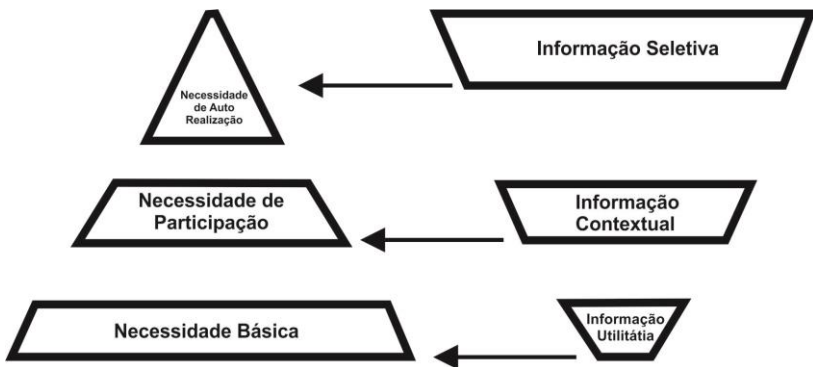 Necessidade
de Auto
Realização
Informação Seletiva
Necessidade de
Participação
Informação
Contextual
Necessidade Básica
Informação
Utilitátia